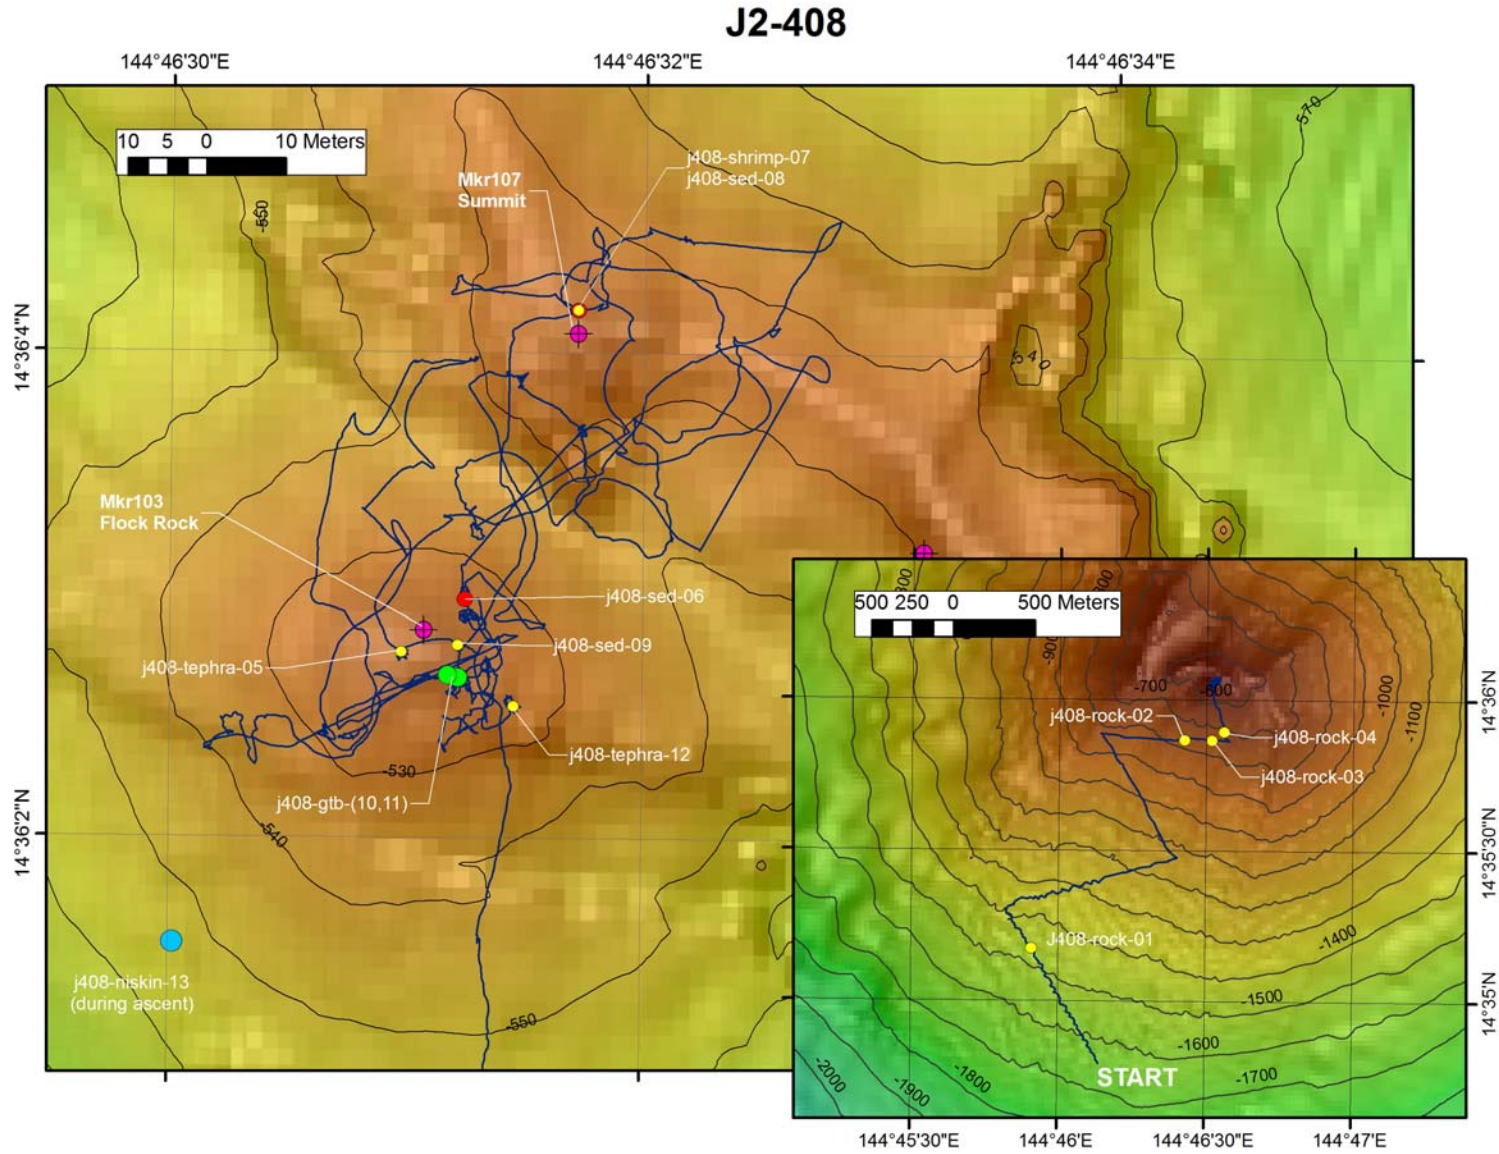 J2-408
144°46'30"E
144°46'32"E
144°46'34"E
10 5 0 10 Meters
j408-shrimp-07
j408-sed-08
Mkr107
Summit
-550
570
14°36'4"N
-540
Mkr103
Flock Rock
j408-sed-06
j408-sed-09
j408-tephra-05
j408-tephra-12
-530
j408-gtb-(10,11)
-540
14°36'2"N
j408-niskin-13
(during ascent)
-550
500 250 0 500 Meters
-900
-700
-600
-1000
-1100
j408-rock-02
j408-rock-04
j408-rock-03
14°36'N
14°35'30"N
J408-rock-01
-1400
-1500
14°35'N
-1600
START
-1700
-1800
-1900
-2000
144°45'30"E
144°46'E
144°46'30"E
144°47'E